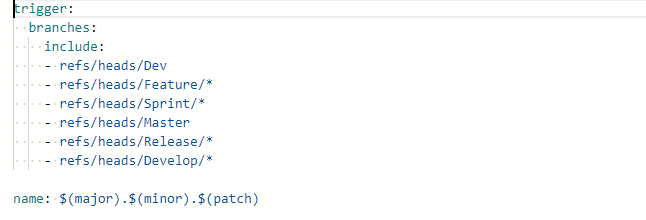 trigger:
  branches:
    include:
    - refs/heads/Dev
    - refs/heads/Feature/*
    - refs/heads/Sprint/*
    - refs/heads/Master
    - refs/heads/Release/*
    - refs/heads/Develop/*
name: $(major).$(minor).$(patch)